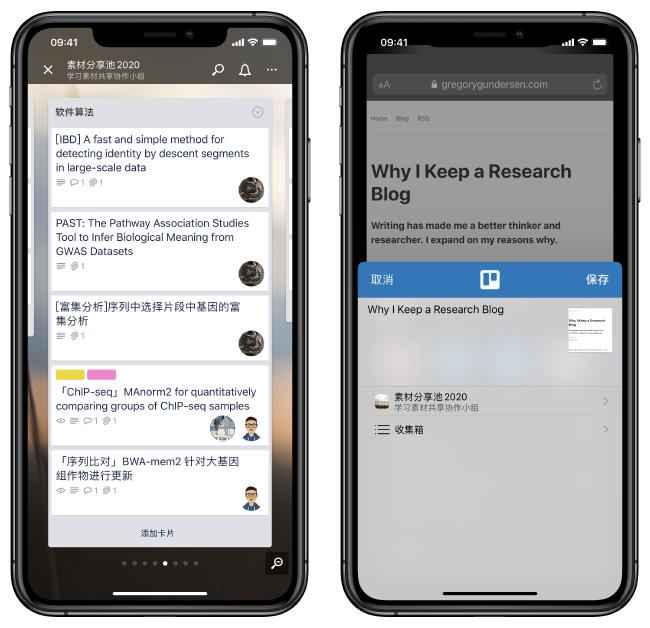 09:41
素材分享池 2020
学习素材共享协作小组
软件算法
[IBD] A fast and simple method for
detecting identity by descent segments
in large-scale data
1 1
PAST: The Pathway Association Studies
Tool to Infer Biological Meaning from
GWAS Datasets
1
[富集分析]序列中选择片段中基因的富
集分析
1
「ChIP-seq」MAnorm2 for quantitatively
comparing groups of ChIP-seq samples
1 1
「序列比对」BWA-mem2 针对大基因
组作物进行更新
1 1
添加卡片
09:41
AA
gregorygundersen.com
Home Blog RSS
Why I Keep a Research
Blog
Writing has made me a better thinker and
researcher. I expand on my reasons why.
取消
保存
Why I Keep a Research Blog
素材分享池 2020
学习素材共享协作小组
收集箱